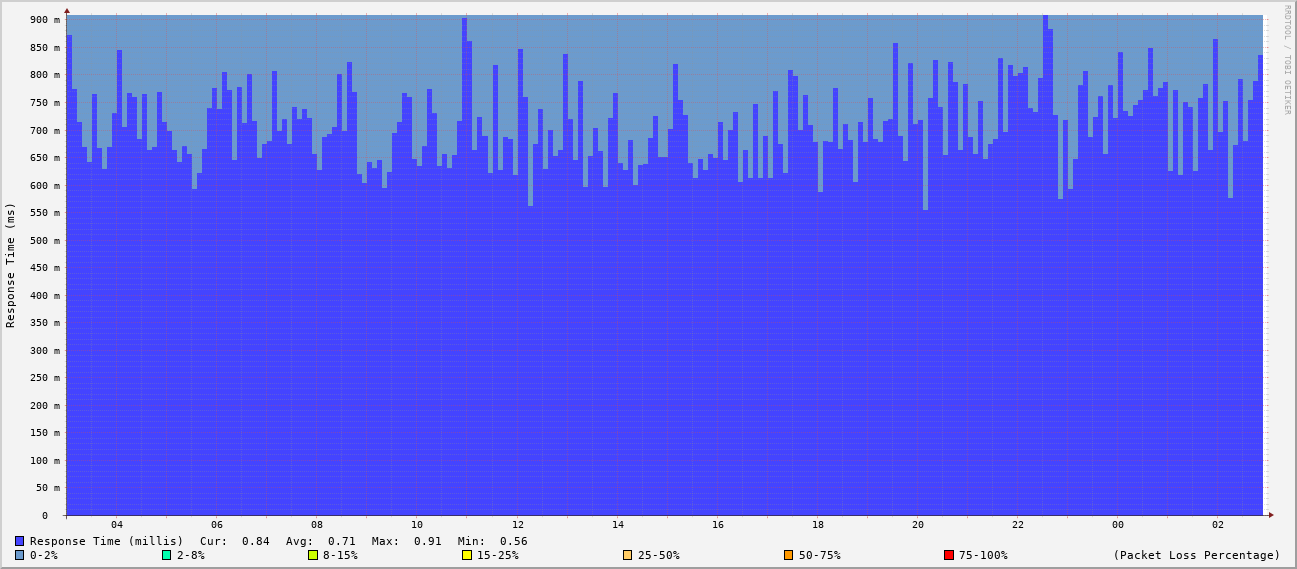 RRDTOOL / TOBI OETIKER
Response Time (ms)
900 m
850 m
800 m
750 m
700 m
650 m
600 m
550 m
500 m
450 m
400 m
350 m
300 m
250 m
200 m
150 m
100 m
50 m
0
04 06 08 10 12 14 16 18 20 22 00 02
Response Time (millis) Cur: 0.84 Avg: 0.71 Max: 0.91 Min: 0.56
0-2% 2-8% 8-15% 15-25% 25-50% 50-75% 75-100% (Packet Loss Percentage)